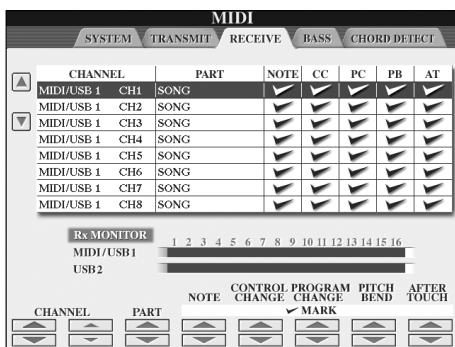 MIDI
SYSTEM TRANSMIT RECEIVE BASS CHORD DETECT
CHANNEL PART NOTE CC PC PB AT
MIDI/USB 1 CH1 SONG
MIDI/USB 1 CH2 SONG
MIDI/USB 1 CH3 SONG
MIDI/USB 1 CH4 SONG
MIDI/USB 1 CH5 SONG
MIDI/USB 1 CH6 SONG
MIDI/USB 1 CH7 SONG
MIDI/USB 1 CH8 SONG
Rx MONITOR
1 2 3 4 5 6 7 8 9 10 11 12 13 14 15 16
MIDI/USB1
USB2
CHANNEL PART NOTE CONTROL CHANGE PROGRAM CHANGE PITCH BEND AFTER TOUCH
MARK